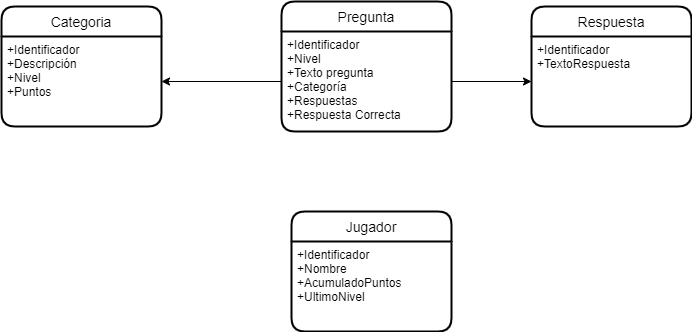 Categoria
+Identificador
+Descripción
+Nivel
+Puntos
Pregunta
+Identificador
+Nivel
+Texto pregunta
+Categoría
+Respuestas
+Respuesta Correcta
Respuesta
+Identificador
+TextoRespuesta
Jugador
+Identificador
+Nombre
+AcumuladoPuntos
+UltimoNivel